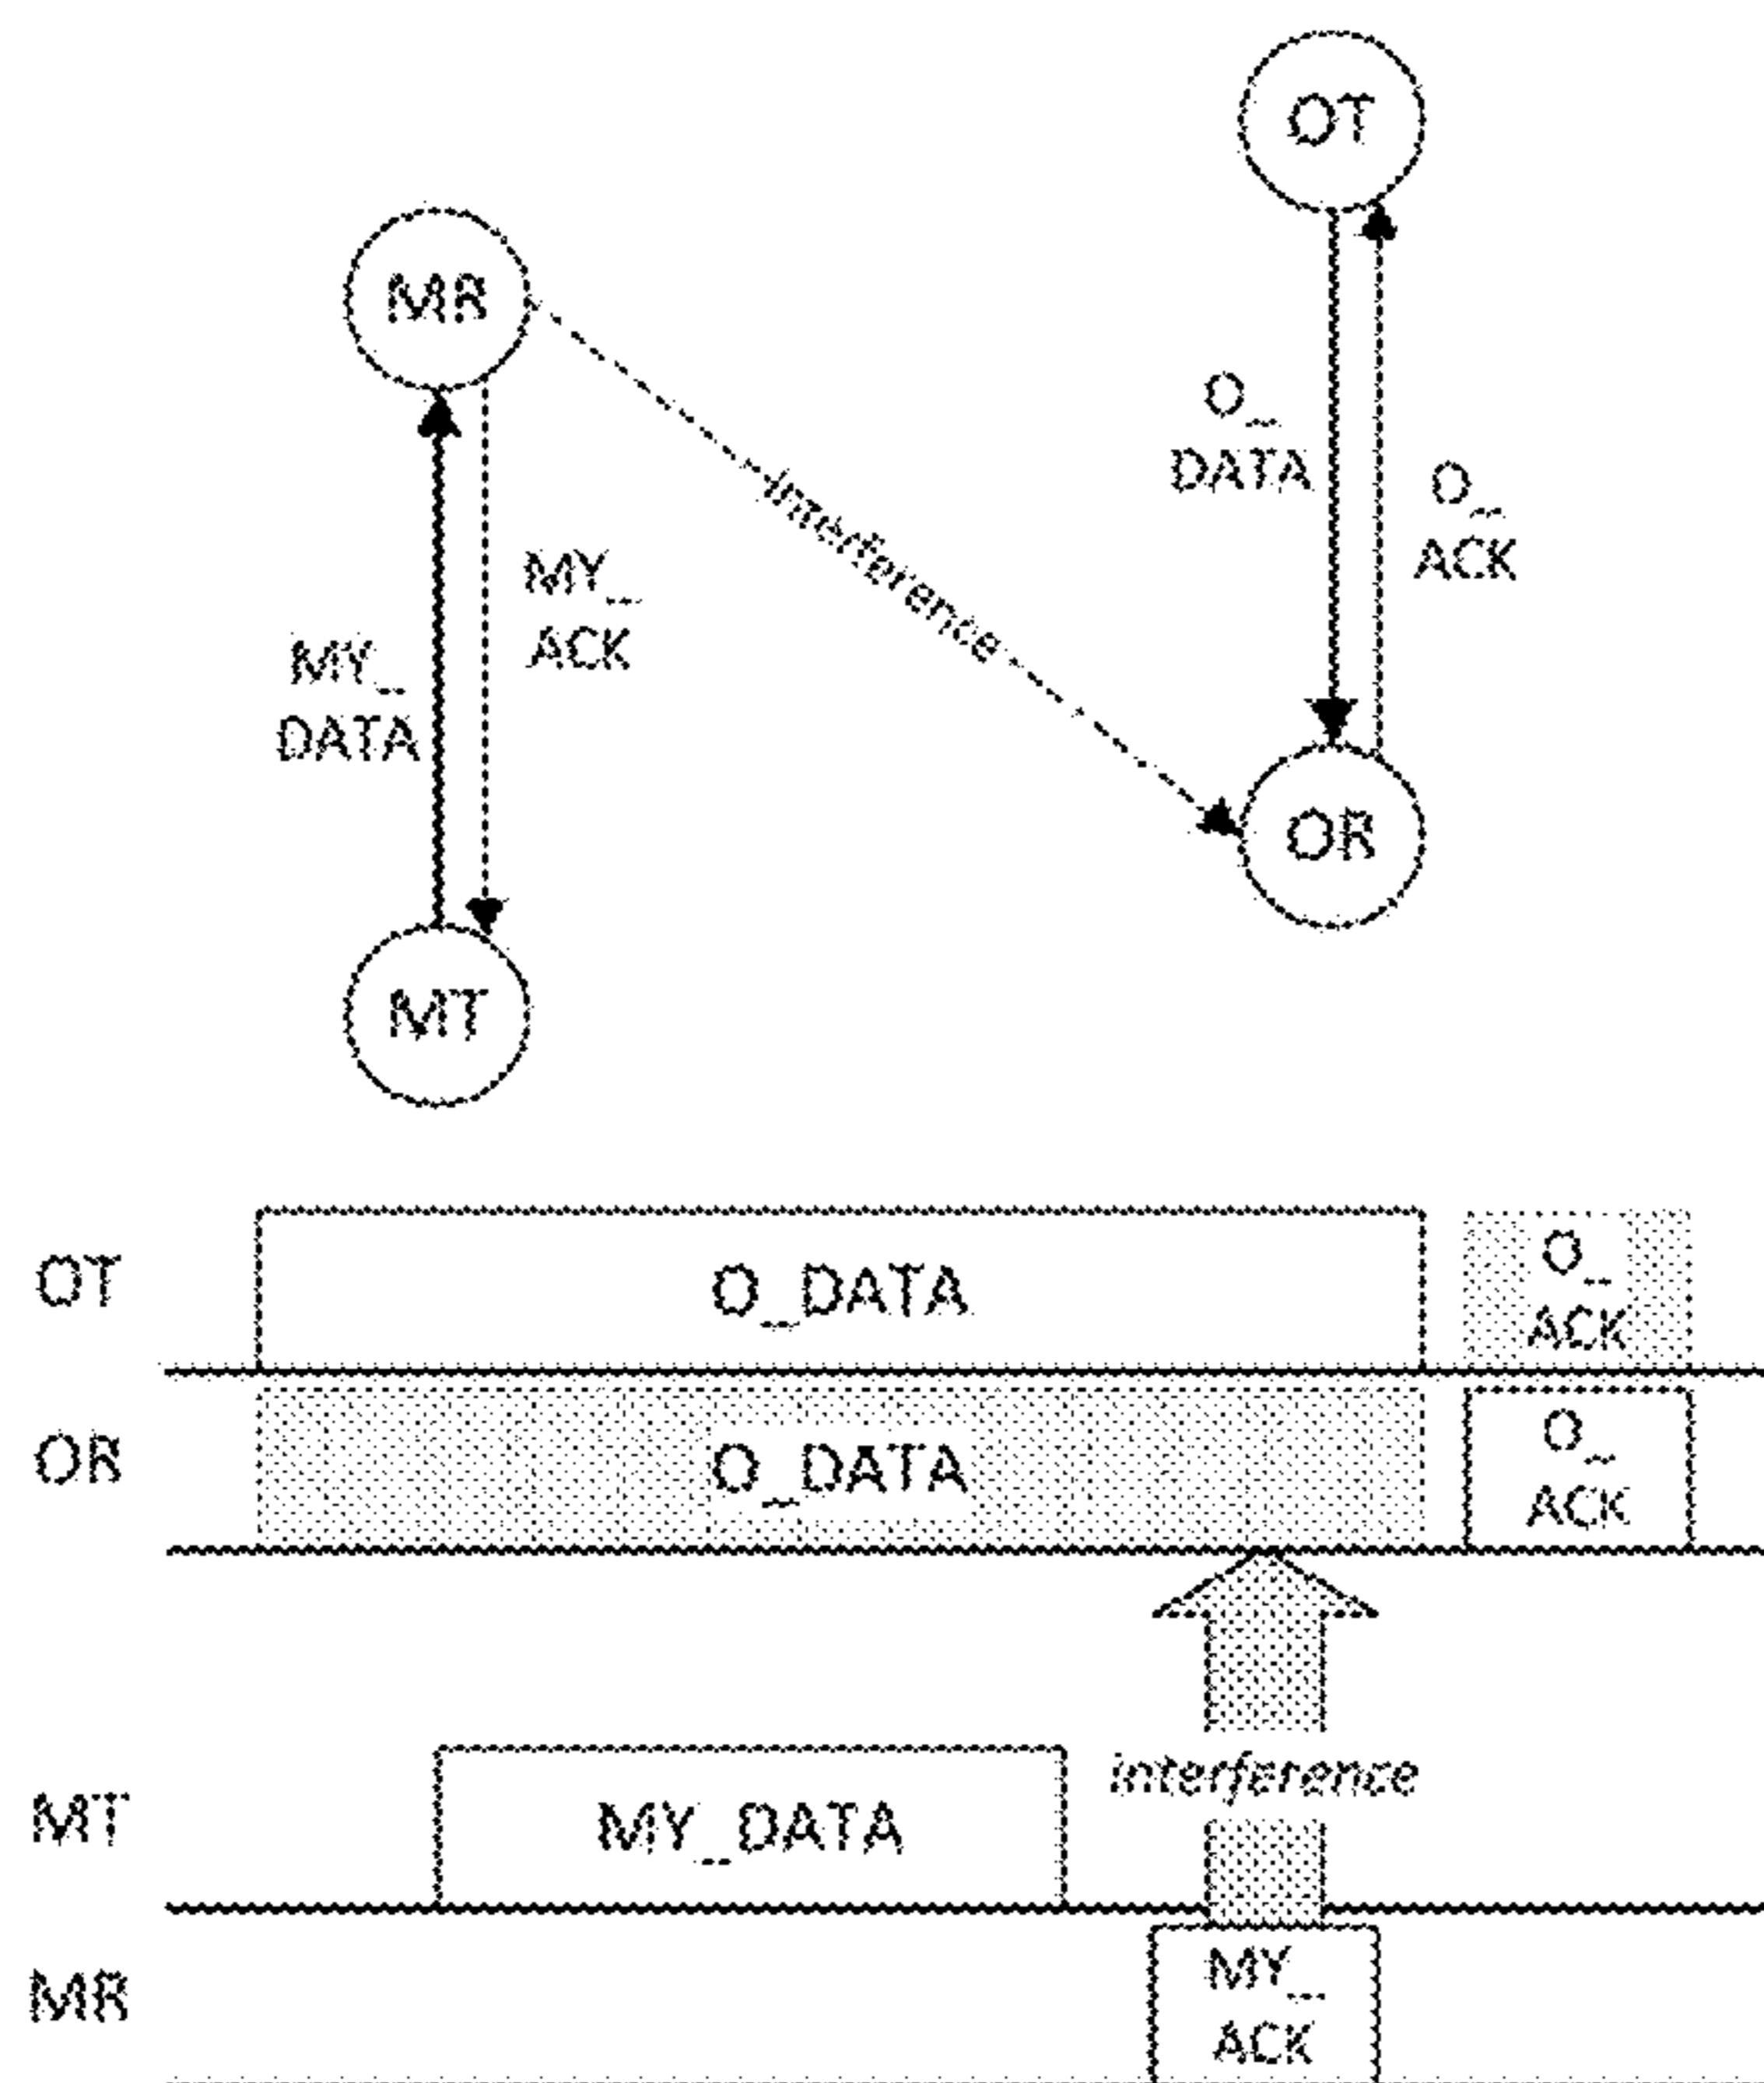 OT
MR
O_
DATA
O_
ACK
MY_
ACK
Interference
MY_
DATA
OR
MT
OT
O_DATA
O_
ACK
OR
O_DATA
O_
ACK
interference
MT
MY_DATA
MR
MY_
ACK